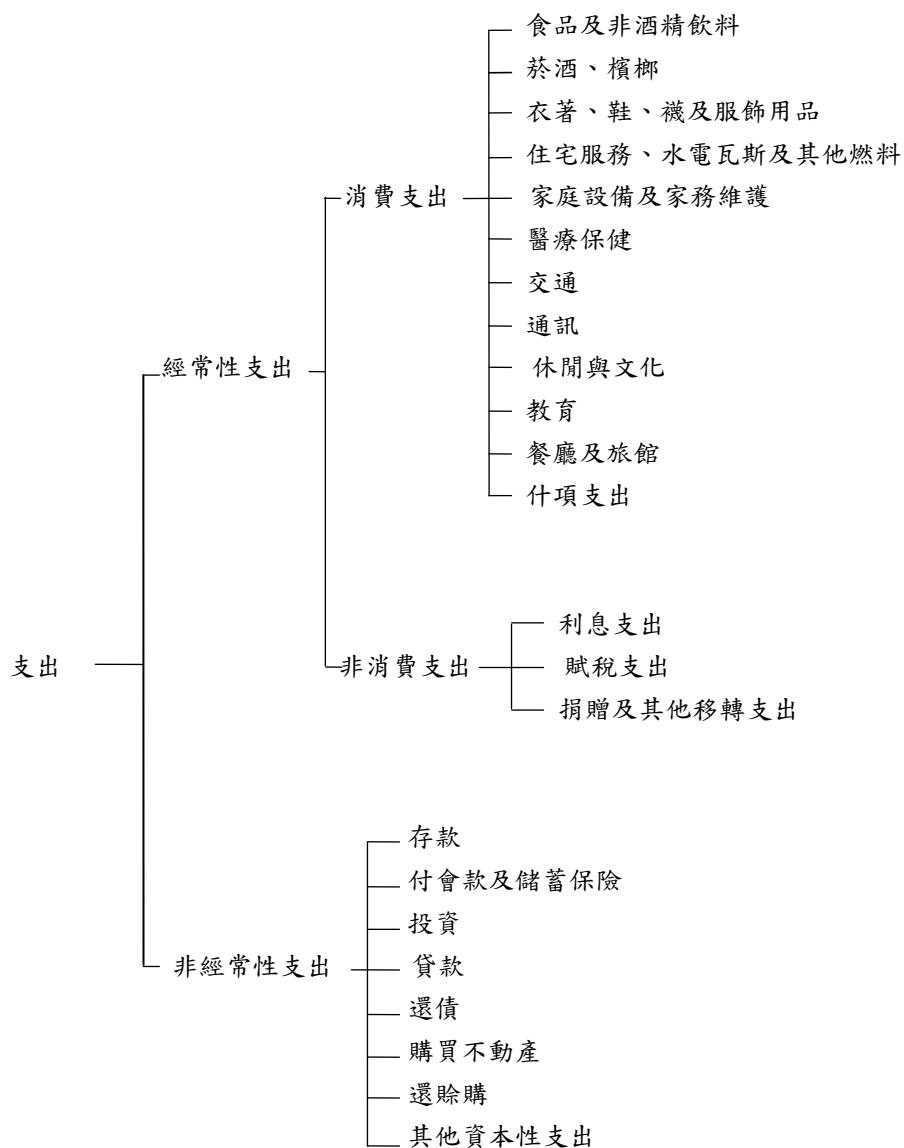 食品及非酒精飲料
菸酒、檳榔
衣著、鞋、襪及服飾用品
住宅服務、水電瓦斯及其他燃料
消費支出
家庭設備及家務維護
醫療保健
交通
通訊
經常性支出
休閒與文化
教育
餐廳及旅館
什項支出
利息支出
支出
非消費支出
賦稅支出
捐贈及其他移轉支出
存款
付會款及儲蓄保險
投資
非經常性支出
貸款
還債
購買不動產
還賒購
其他資本性支出